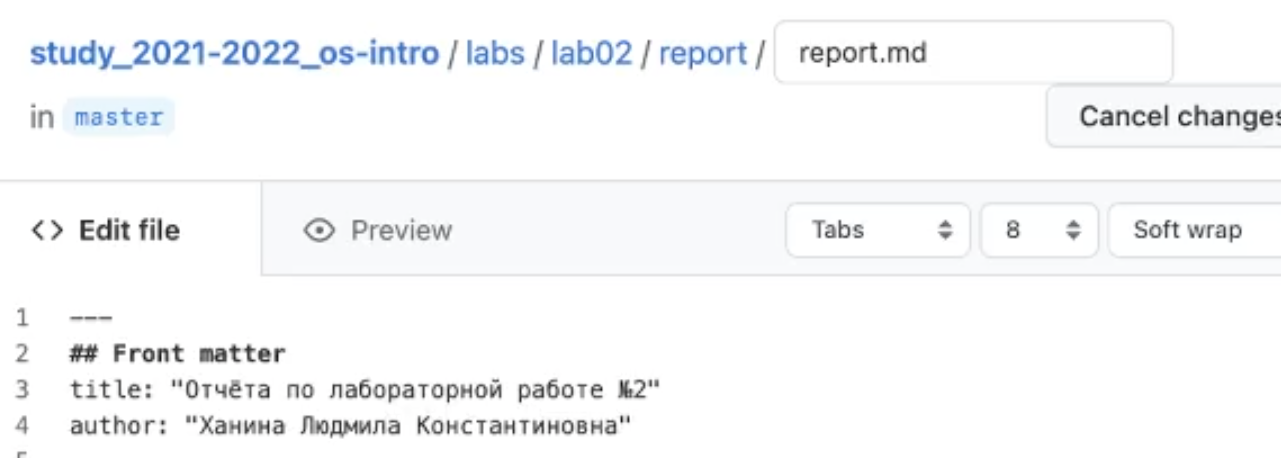 study_2021-2022_os-intro / labs / lab02 / report / report.md
in master
Cancel changes
<> Edit file
Preview
Tabs
8
Soft wrap
1 ---
2 ## Front matter
3 title: "Отчёта по лабораторной работе №2"
4 author: "Ханина Людмила Константиновна"